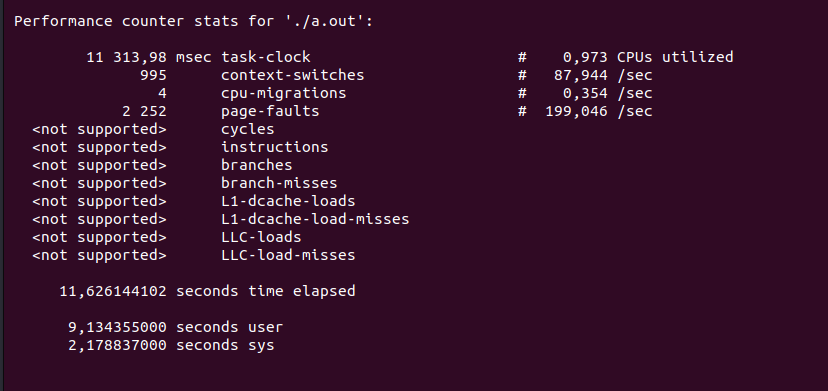 Performance counter stats for './a.out':
11 313,98 msec task-clock # 0,973 CPUs utilized
995 context-switches # 87,944 /sec
4 cpu-migrations # 0,354 /sec
2 252 page-faults # 199,046 /sec
<not supported> cycles
<not supported> instructions
<not supported> branches
<not supported> branch-misses
<not supported> L1-dcache-loads
<not supported> L1-dcache-load-misses
<not supported> LLC-loads
<not supported> LLC-load-misses
11,626144102 seconds time elapsed
9,134355000 seconds user
2,178837000 seconds sys